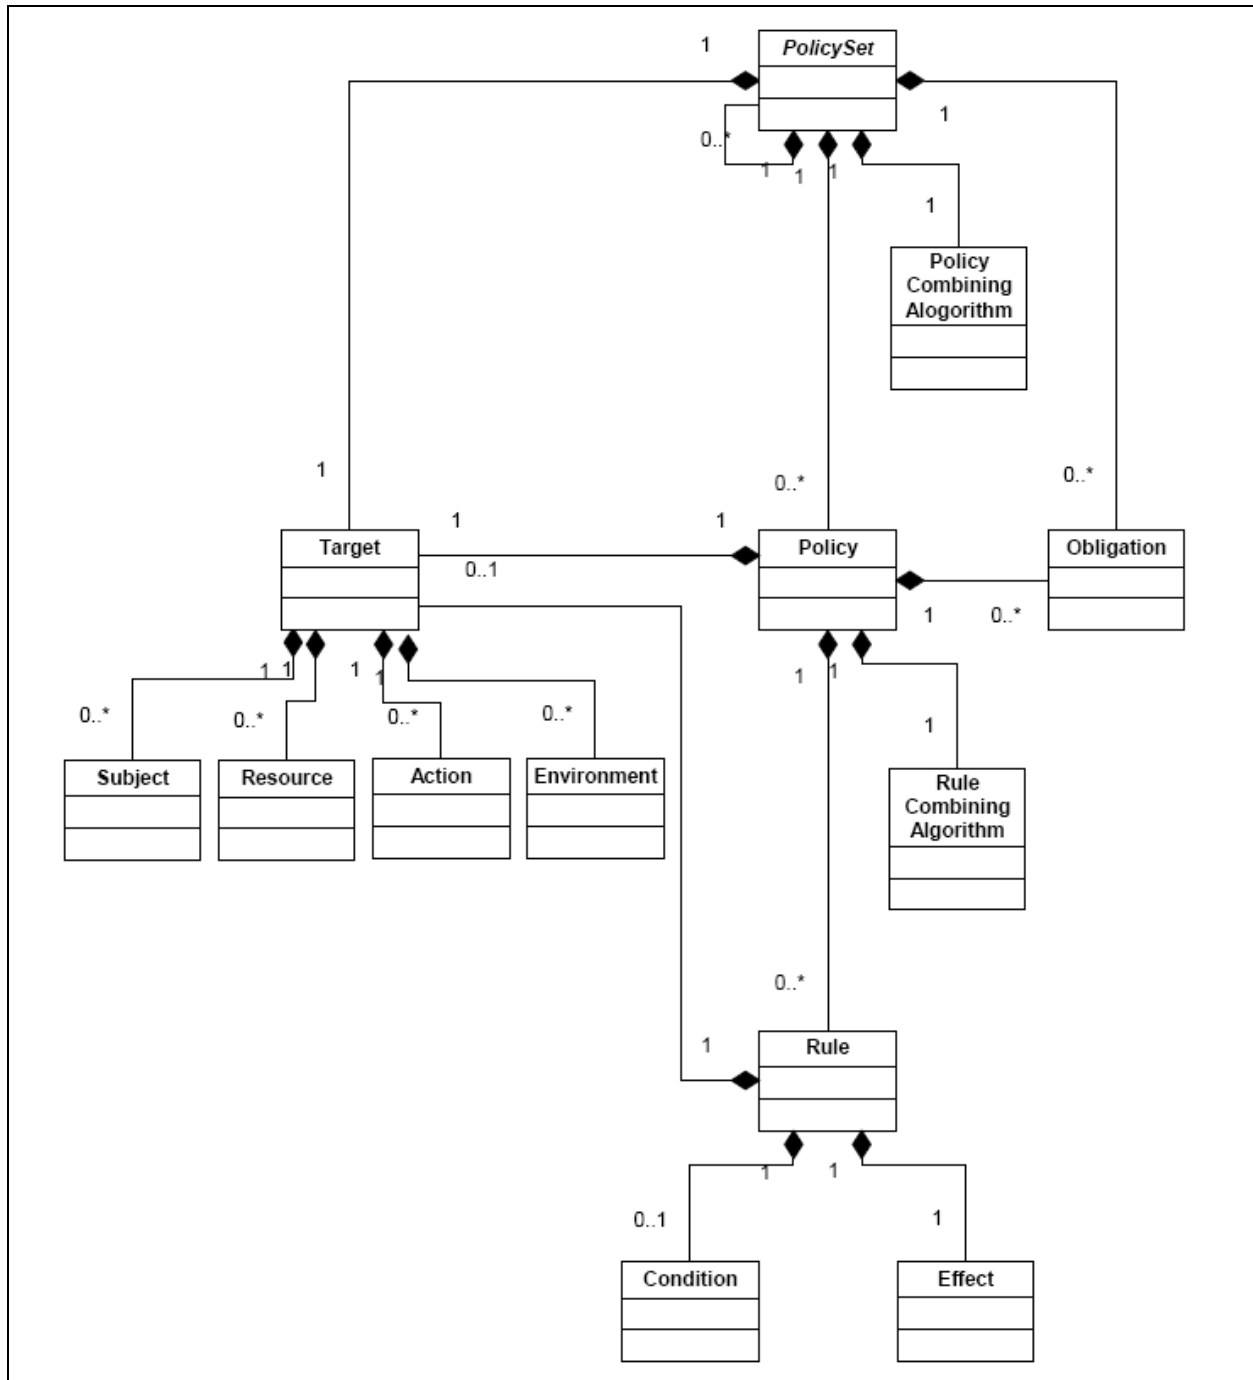 1
PolicySet
1
0..*
1
1
1
1
Policy
Combining
Alogorithm
1
0..*
0..*
1
1
Target
0..1
Policy
Obligation
1
0..*
1
1
1
1
1
1
0..*
0..*
0..*
0..*
1
Subject
Resource
Action
Environment
Rule
Combining
Algorithm
0..*
1
Rule
1
1
0..1
1
Condition
Effect